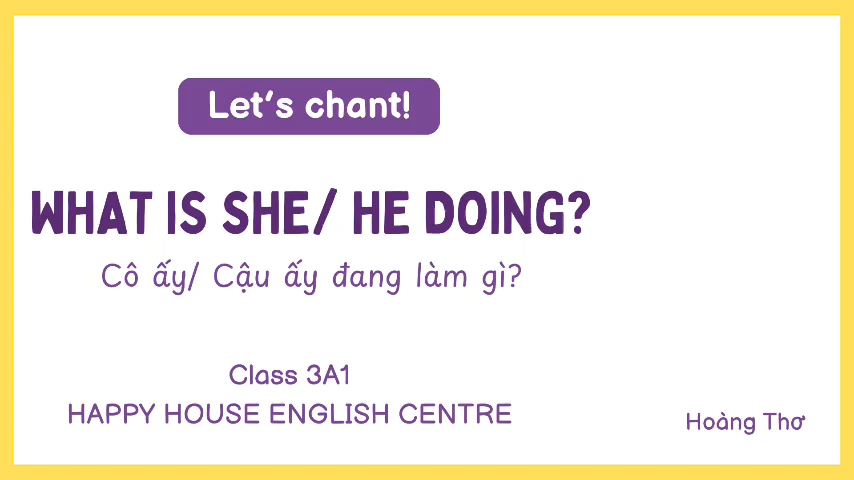 Let's chant!
WHAT IS SHE/ HE DOING?
Cô ấy/ Cậu ấy đang làm gì?
Class 3A1
HAPPY HOUSE ENGLISH CENTRE
Hoàng Thơ